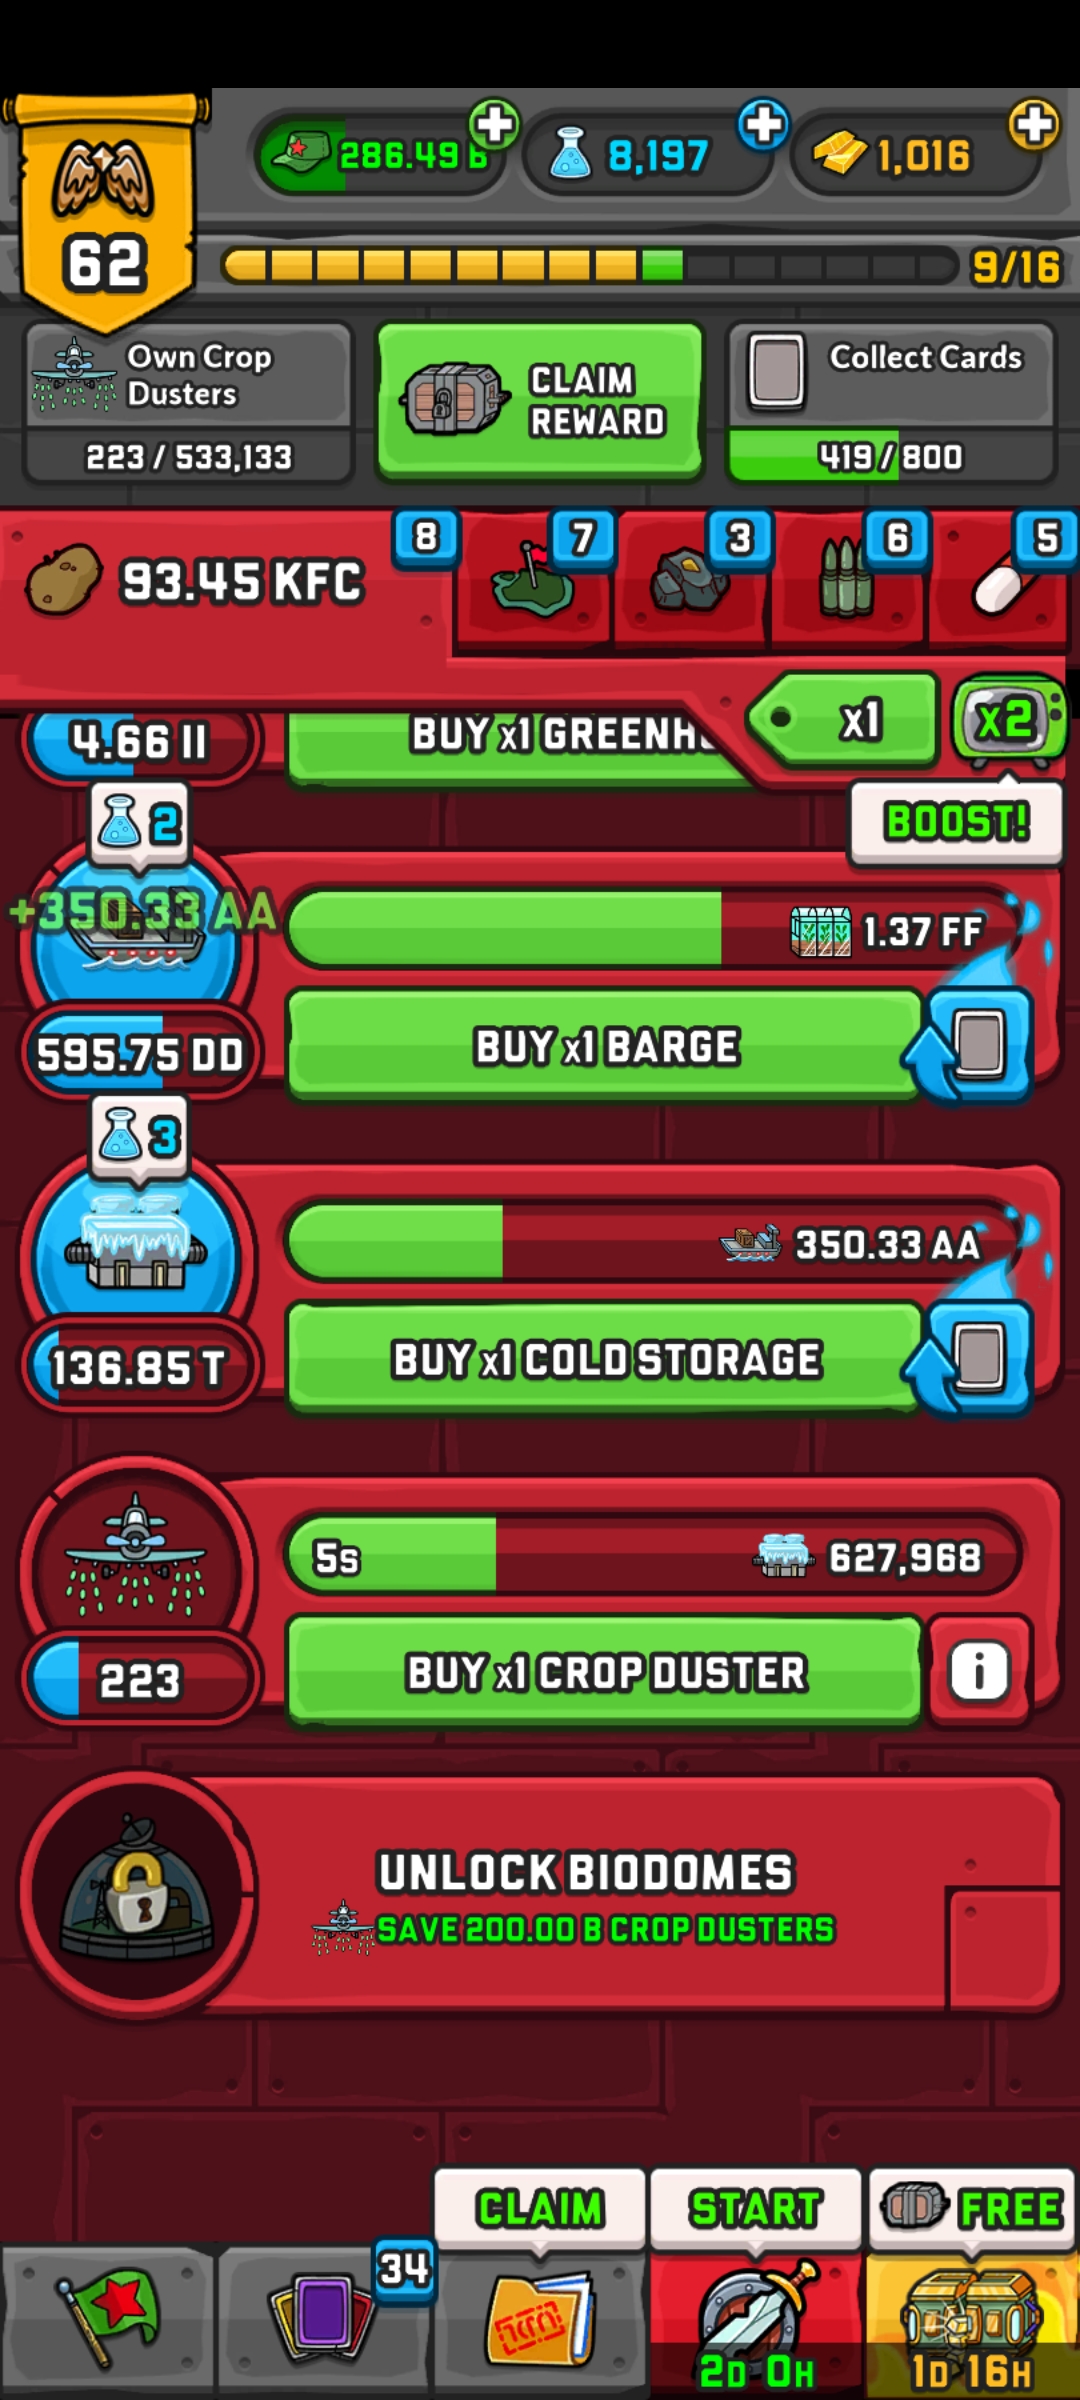 286.49 B
8,197
1,016
62
9/16
Own Crop
Dusters
223 / 533,133
CLAIM
REWARD
Collect Cards
419 / 800
93.45 KFC
8
7
3
6
5
x1
x2
4.66 II
BUY x1 GREENH
BOOST!
2
+350.33 AA
1.37 FF
595.75 DD
BUY x1 BARGE
3
350.33 AA
136.85 T
BUY x1 COLD STORAGE
5s
627,968
223
BUY x1 CROP DUSTER
i
UNLOCK BIODOMES
SAVE 200.00 B CROP DUSTERS
CLAIM
START
FREE
34
2D 0H
1D 16H